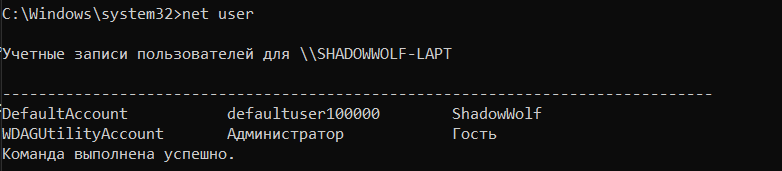 C:\Windows\system32>net user
Учетные записи пользователей для \\SHADOWWOLF-LAPT
-------------------------------------------------------------------------------
DefaultAccount defaultuser100000 ShadowWolf
WDAGUtilityAccount Администратор Гость
Команда выполнена успешно.